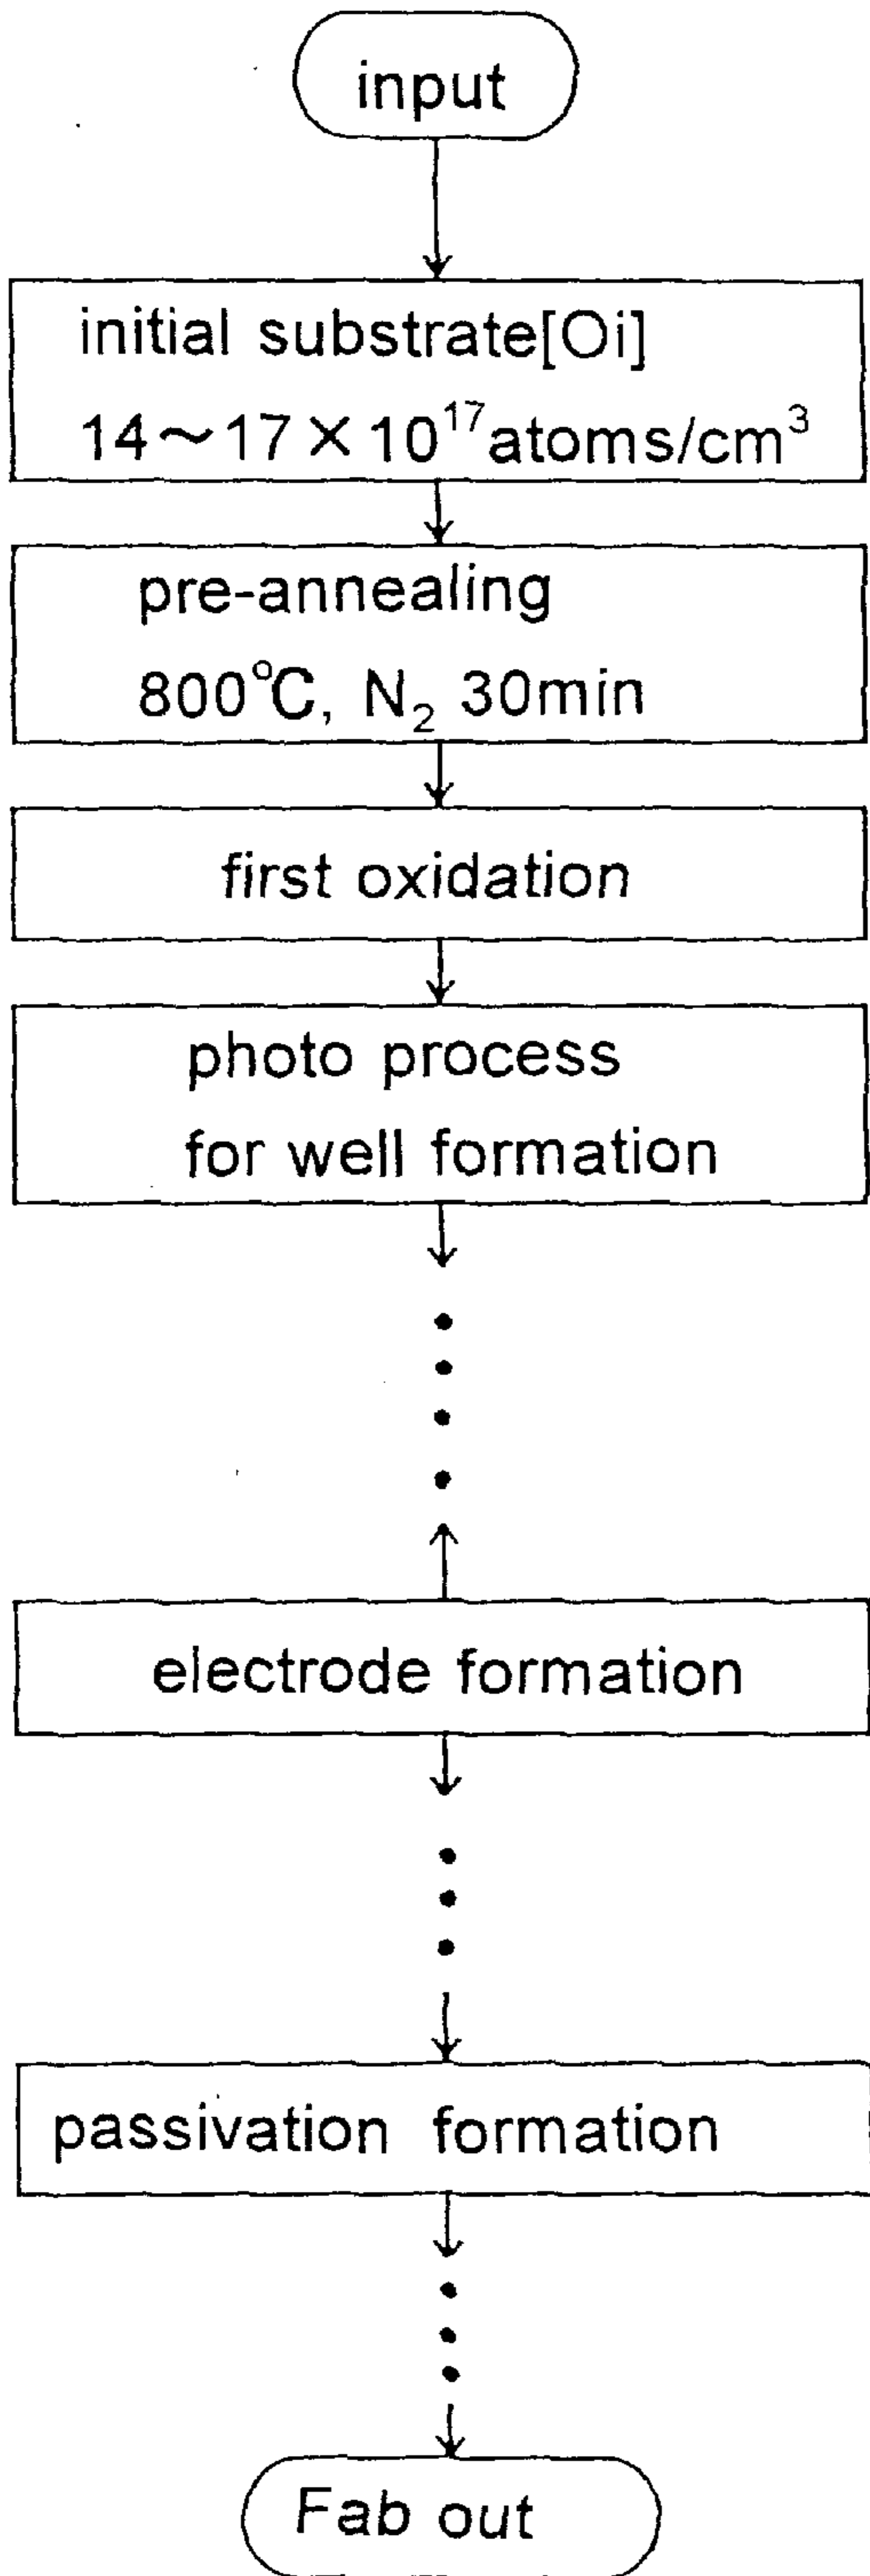 input
initial substrate[Oi]
14～17×10¹⁷atoms/cm³
pre-annealing
800℃, N₂ 30min
first oxidation
photo process
for well formation
electrode formation
passivation formation
Fab out